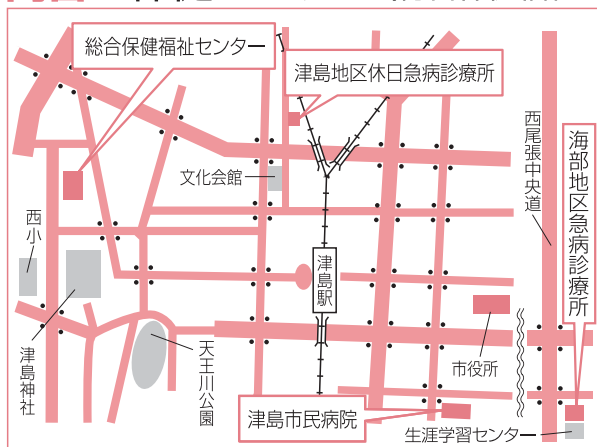 総合保健福祉センター
津島地区休日急病診療所
西尾張中央道
海部地区急病診療所
文化会館
西小
津島駅
津島神社
天王川公園
市役所
津島市民病院
生涯学習センター